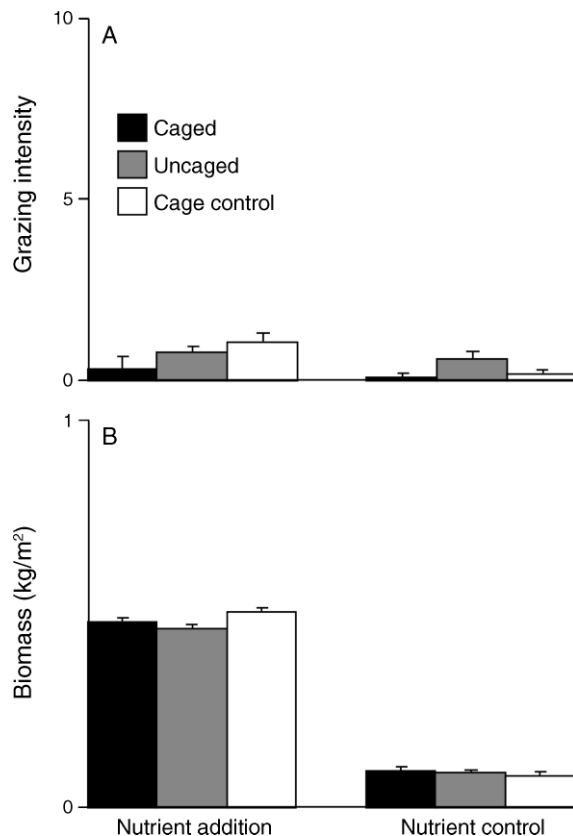 10
A
Caged
Uncaged
Cage control
5
0
Grazing intensity
1
B
Biomass (kg/m²)
0
Nutrient addition
Nutrient control